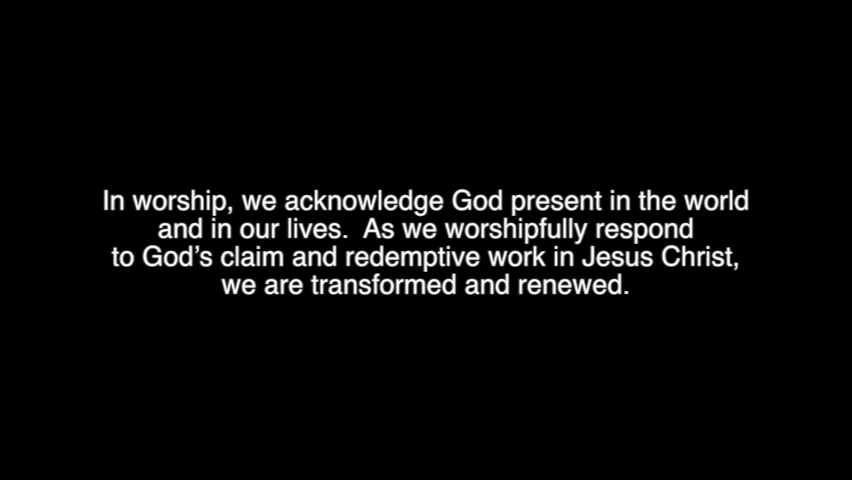 In worship, we acknowledge God present in the world
and in our lives.  As we worshipfully respond
to God’s claim and redemptive work in Jesus Christ,
we are transformed and renewed.